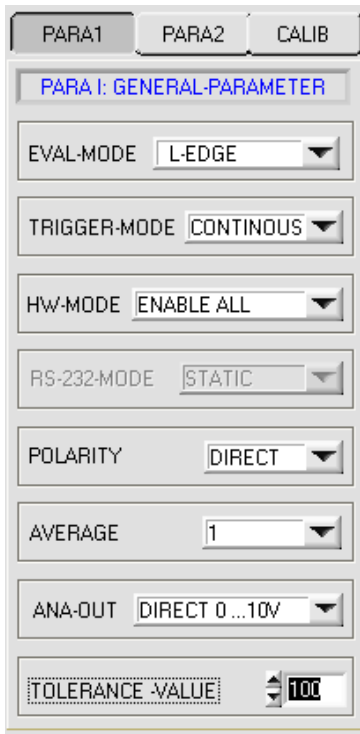 PARA1 PARA2 CALIB
PARA I: GENERAL-PARAMETER
EVAL-MODE L-EDGE
TRIGGER-MODE CONTINOUS
HW-MODE ENABLE ALL
RS-232-MODE STATIC
POLARITY DIRECT
AVERAGE 1
ANA-OUT DIRECT 0 ...10V
TOLERANCE -VALUE 100